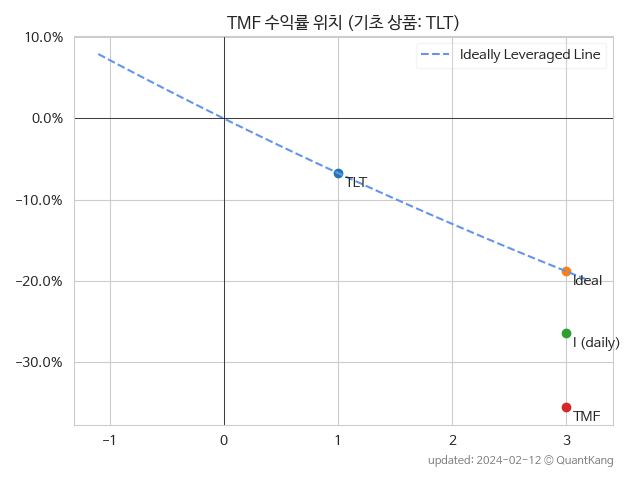 TMF 수익률 위치 (기초 상품: TLT)
10.0%
Ideally Leveraged Line
0.0%
TLT
−10.0%
−20.0%
Ideal
I (daily)
−30.0%
TMF
−1
0
1
2
3
updated: 2024-02-12 © QuantKang